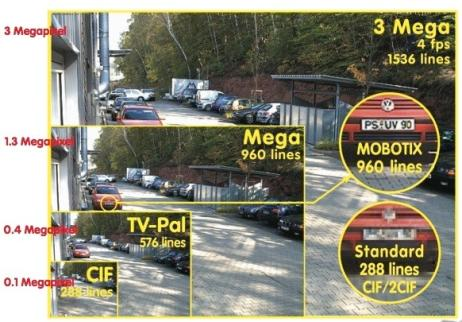 3 Megapixel
3 Mega
4 fps
1536 lines
PS·UV 90
1.3 Megapixel
Mega
960 lines
MOBOTIX
960 lines
0.4 Megapixel
TV-Pal
576 lines
Standard
288 lines
CIF/2CIF
0.1 Megapixel
CIF
288 lines